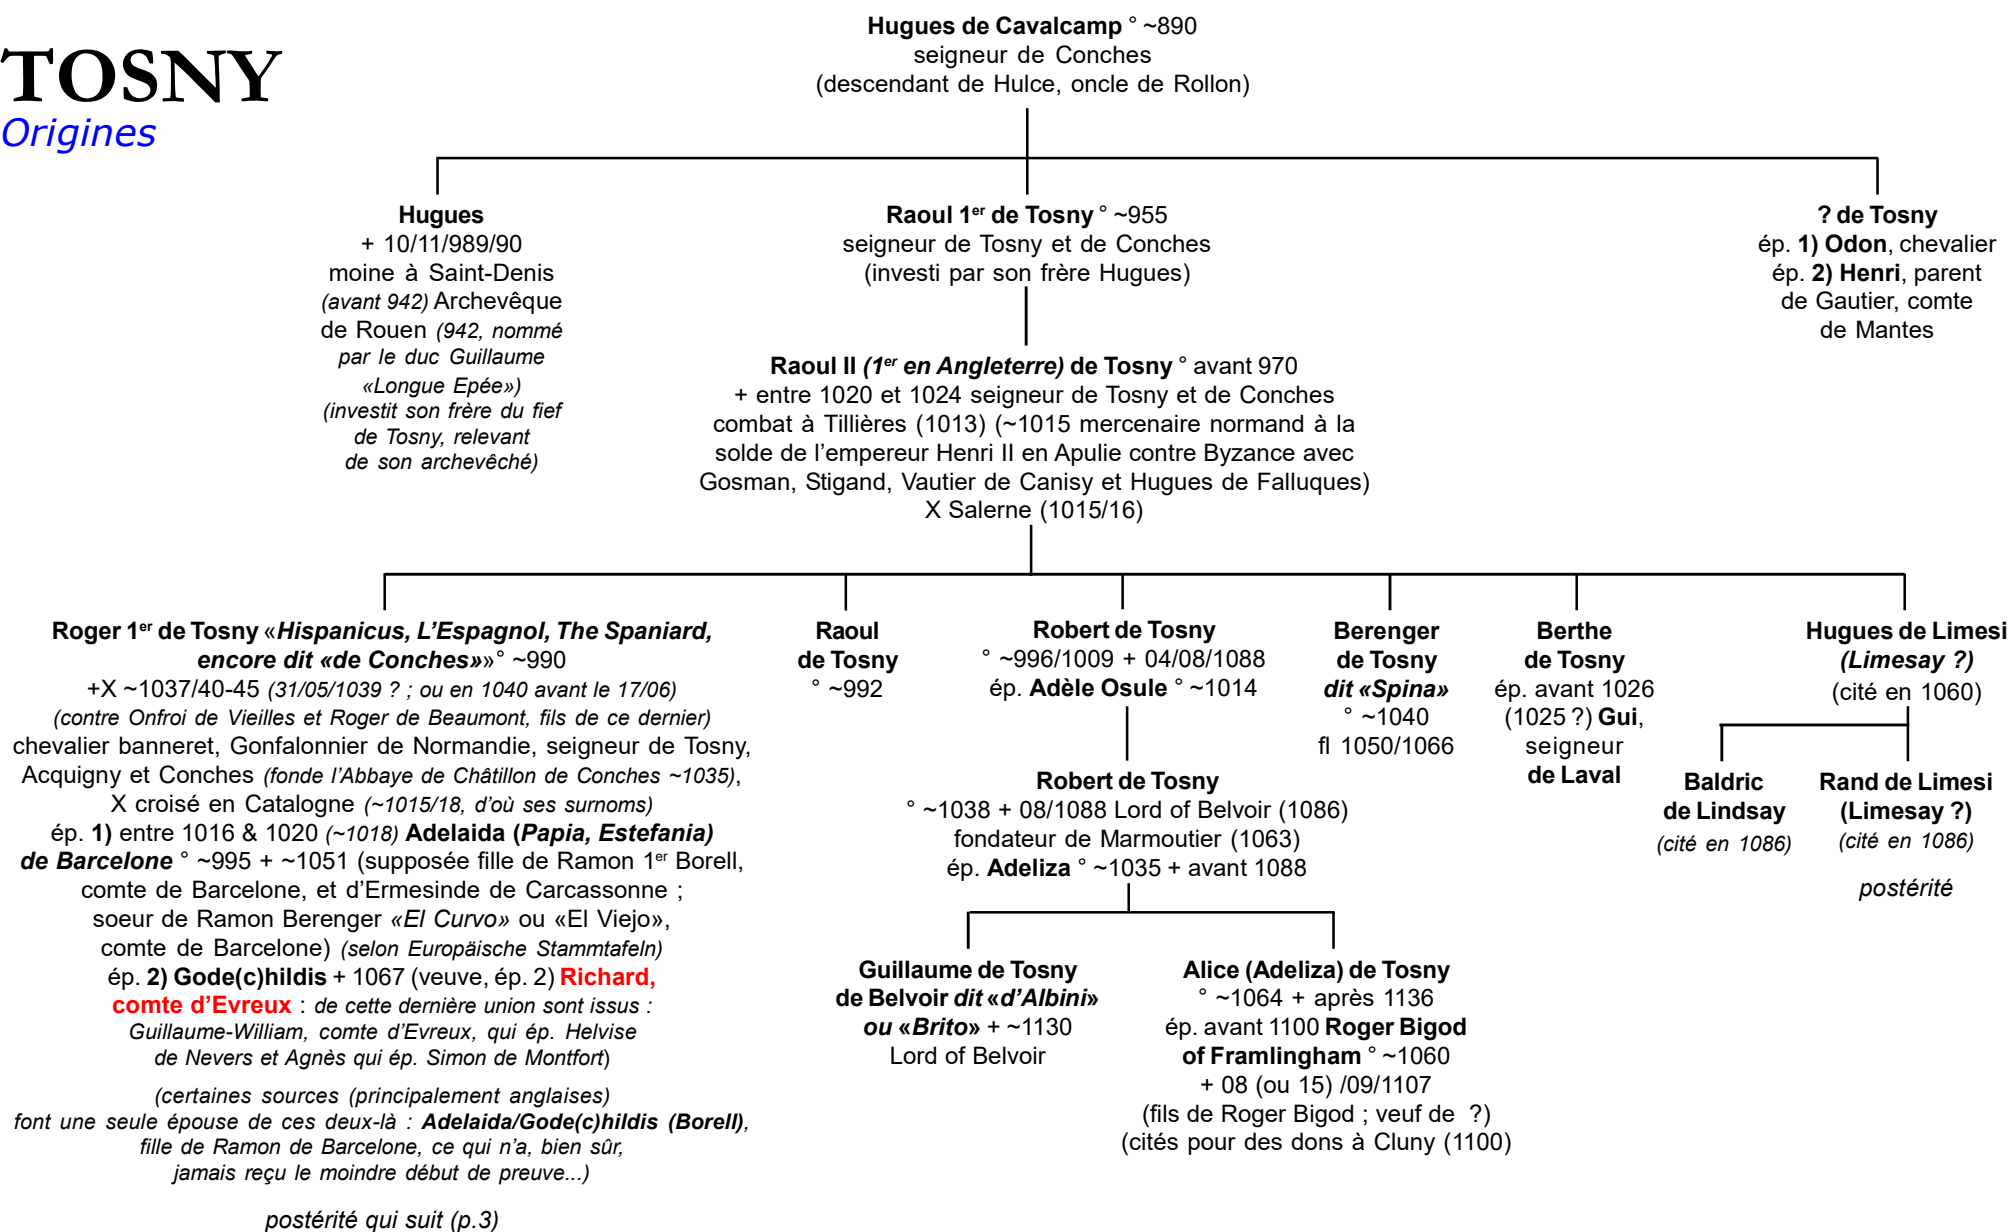 TOSNY
Origines
Hugues de Cavalcamp ° ~890
seigneur de Conches
(descendant de Hulce, oncle de Rollon)
Hugues
+ 10/11/989/90
moine à Saint-Denis
(avant 942) Archevêque
de Rouen (942, nommé
par le duc Guillaume
«Longue Epée»)
(investit son frère du fief
de Tosny, relevant
de son archevêché)
Raoul 1er de Tosny ° ~955
seigneur de Tosny et de Conches
(investi par son frère Hugues)
? de Tosny
ép. 1) Odon, chevalier
ép. 2) Henri, parent
de Gautier, comte
de Mantes
Raoul II (1er en Angleterre) de Tosny ° avant 970
+ entre 1020 et 1024 seigneur de Tosny et de Conches
combat à Tillières (1013) (~1015 mercenaire normand à la
solde de l'empereur Henri II en Apulie contre Byzance avec
Gosman, Stigand, Vautier de Canisy et Hugues de Falluques)
X Salerne (1015/16)
Roger 1er de Tosny «Hispanicus, L'Espagnol, The Spaniard,
encore dit «de Conches»»° ~990
+X ~1037/40-45 (31/05/1039 ? ; ou en 1040 avant le 17/06)
(contre Onfroi de Vieilles et Roger de Beaumont, fils de ce dernier)
chevalier banneret, Gonfalonnier de Normandie, seigneur de Tosny,
Acquigny et Conches (fonde l'Abbaye de Châtillon de Conches ~1035),
X croisé en Catalogne (~1015/18, d'où ses surnoms)
ép. 1) entre 1016 & 1020 (~1018) Adelaida (Papia, Estefania)
de Barcelone ° ~995 + ~1051 (supposée fille de Ramon 1er Borell,
comte de Barcelone, et d'Ermesinde de Carcassonne ;
soeur de Ramon Berenger «El Curvo» ou «El Viejo»,
comte de Barcelone) (selon Europäische Stammtafeln)
ép. 2) Gode(c)hildis + 1067 (veuve, ép. 2) Richard,
comte d'Evreux : de cette dernière union sont issus :
Guillaume-William, comte d'Evreux, qui ép. Helvise
de Nevers et Agnès qui ép. Simon de Montfort)
(certaines sources (principalement anglaises)
font une seule épouse de ces deux-là : Adelaida/Gode(c)hildis (Borell),
fille de Ramon de Barcelone, ce qui n'a, bien sûr,
jamais reçu le moindre début de preuve...)
postérité qui suit (p.3)
Raoul
de Tosny
° ~992
Robert de Tosny
° ~996/1009 + 04/08/1088
ép. Adèle Osule ° ~1014
Berenger
de Tosny
dit «Spina»
° ~1040
fl 1050/1066
Berthe
de Tosny
ép. avant 1026
(1025 ?) Gui,
seigneur
de Laval
Hugues de Limesi
(Limesay ?)
(cité en 1060)
Robert de Tosny
° ~1038 + 08/1088 Lord of Belvoir (1086)
fondateur de Marmoutier (1063)
ép. Adeliza ° ~1035 + avant 1088
Baldric
de Lindsay
(cité en 1086)
Rand de Limesi
(Limesay ?)
(cité en 1086)
postérité
Guillaume de Tosny
de Belvoir dit «d'Albini»
ou «Brito» + ~1130
Lord of Belvoir
Alice (Adeliza) de Tosny
° ~1064 + après 1136
ép. avant 1100 Roger Bigod
of Framlingham ° ~1060
+ 08 (ou 15) /09/1107
(fils de Roger Bigod ; veuf de ?)
(cités pour des dons à Cluny (1100)